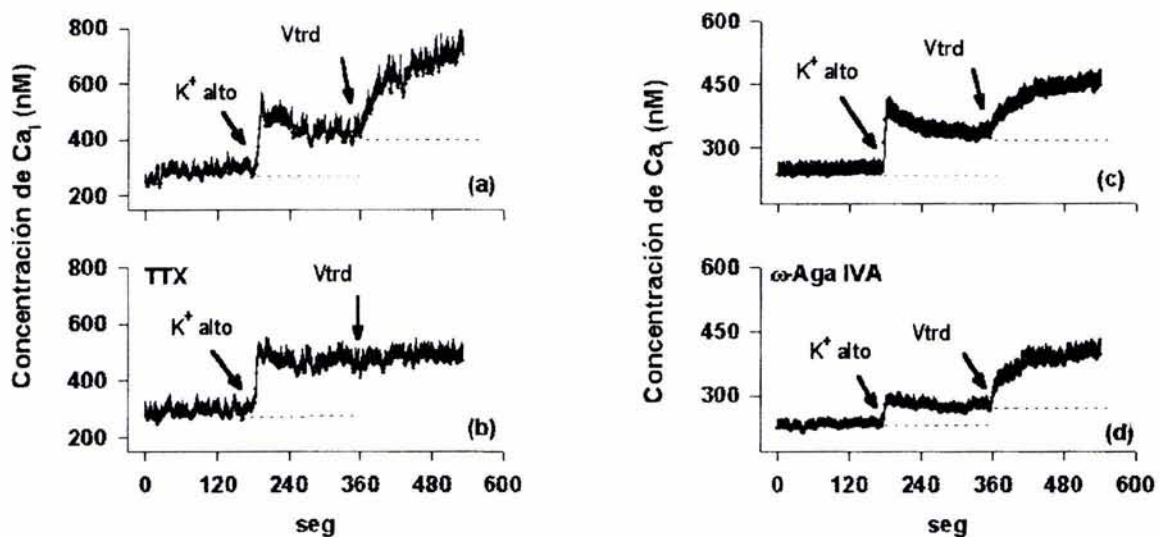 Concentración de Caᵢ (nM)
800
600
400
200
K⁺ alto
Vtrd
(a)
800
600
400
200
TTX
K⁺ alto
Vtrd
(b)
0 120 240 360 480 600
seg
Concentración de Caᵢ (nM)
600
450
300
K⁺ alto
Vtrd
(c)
600
450
300
ω-Aga IVA
K⁺ alto
Vtrd
(d)
0 120 240 360 480 600
seg